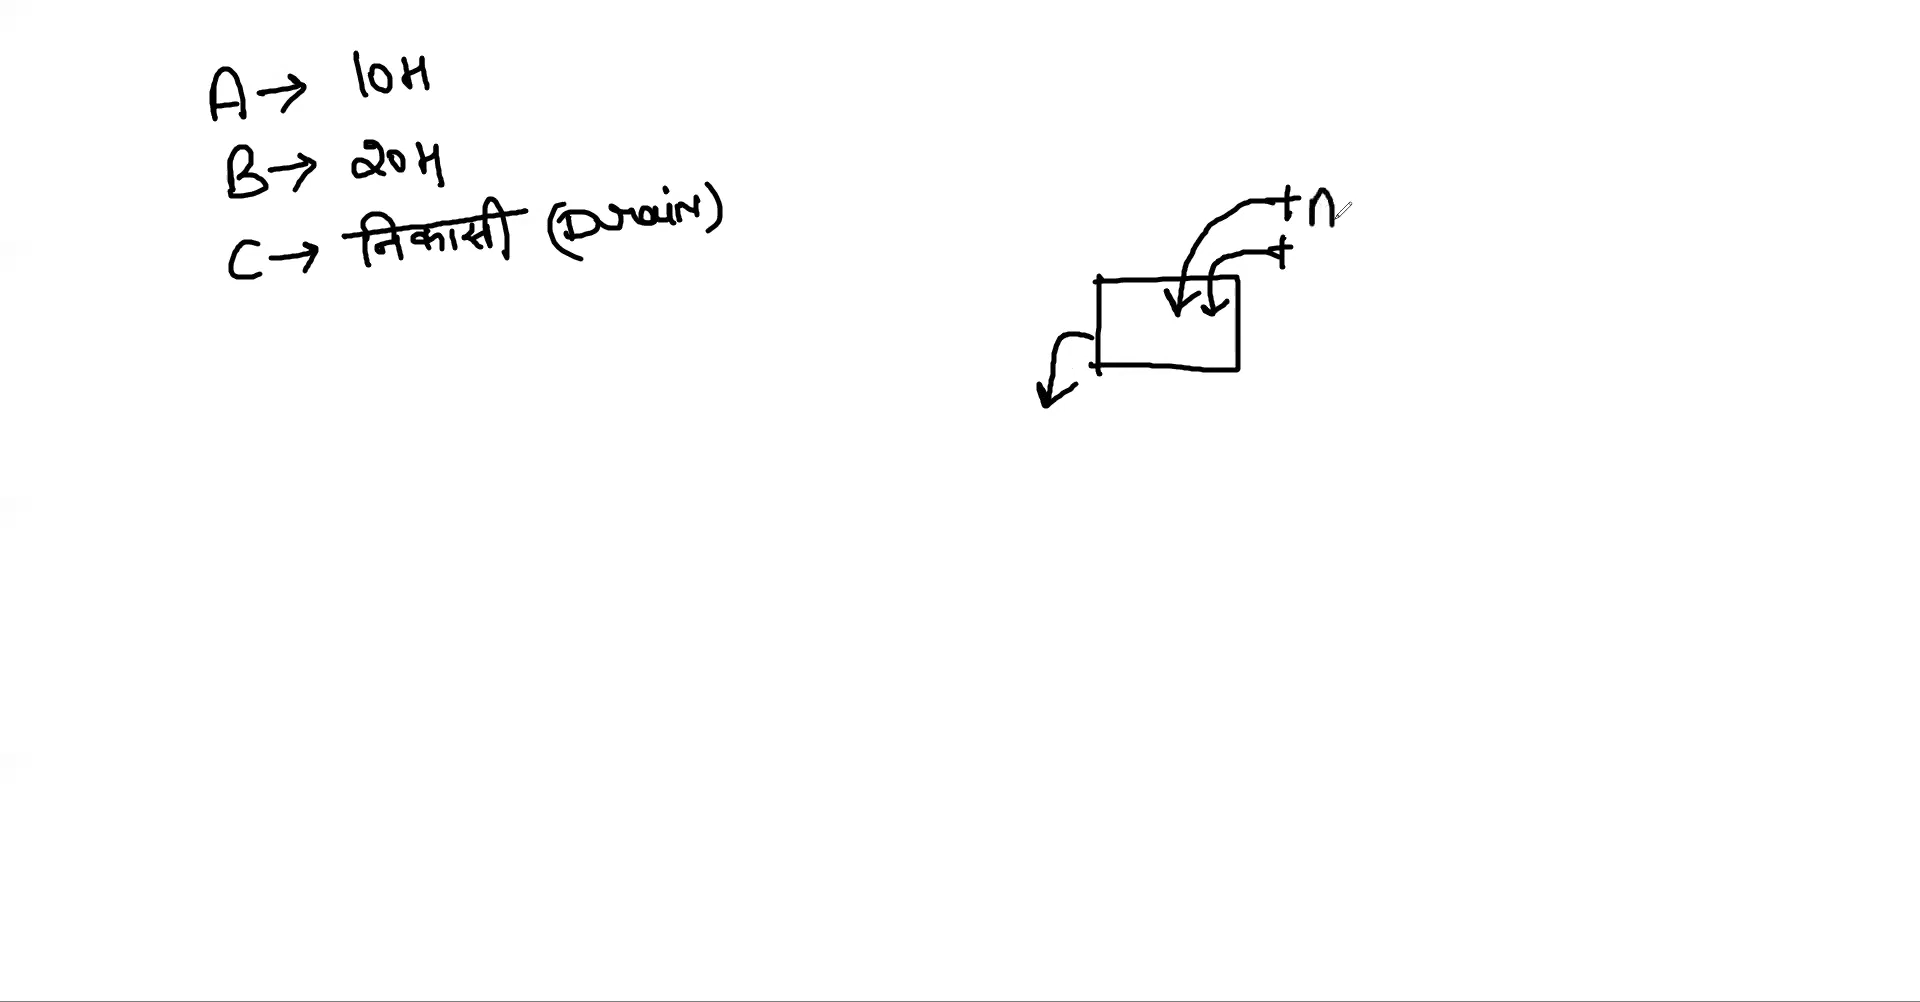 A → 10H
B → 20H
C → निकासी (Drain)
+ n
+